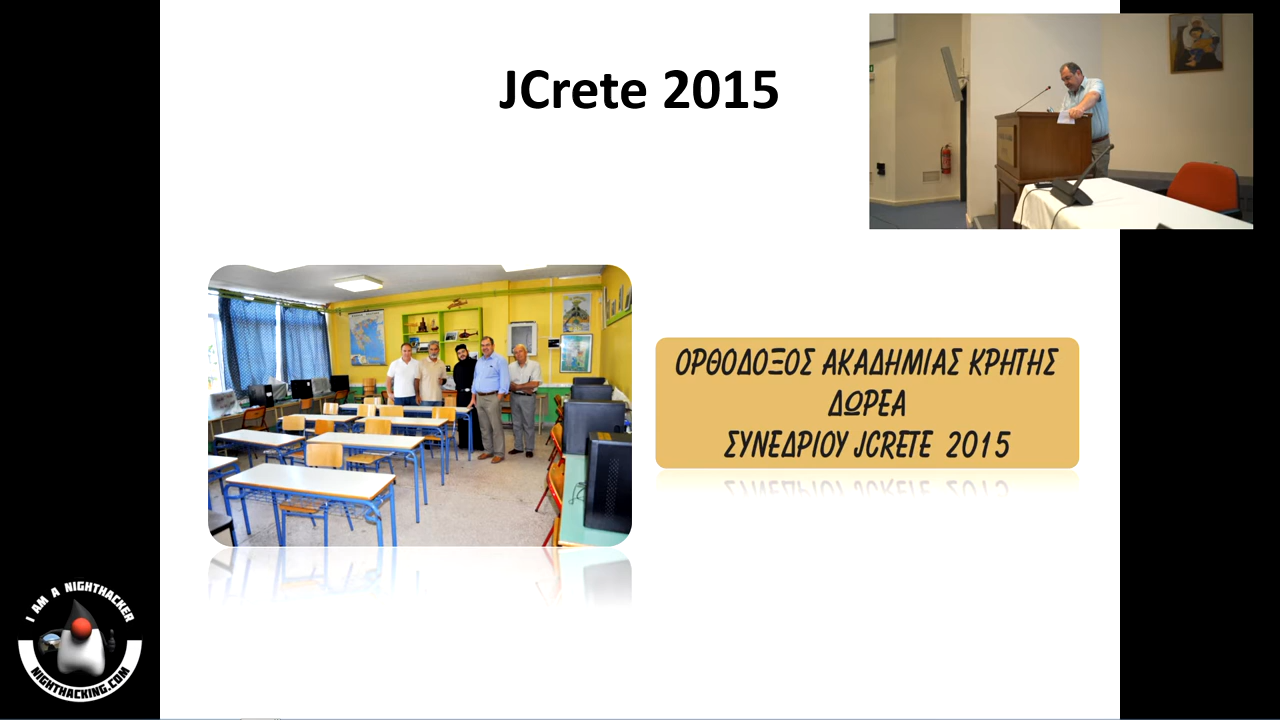 JCrete 2015
ΟΡΘΟΔΟΞΟΣ ΑΚΑΔΗΜΙΑΣ ΚΡΗΤΗΣ
ΔΩΡΕΑ
ΣΥΝΕΔΡΙΟΥ JCRETE 2015
I AM A NIGHTHACKER
NIGHTHACKING.COM